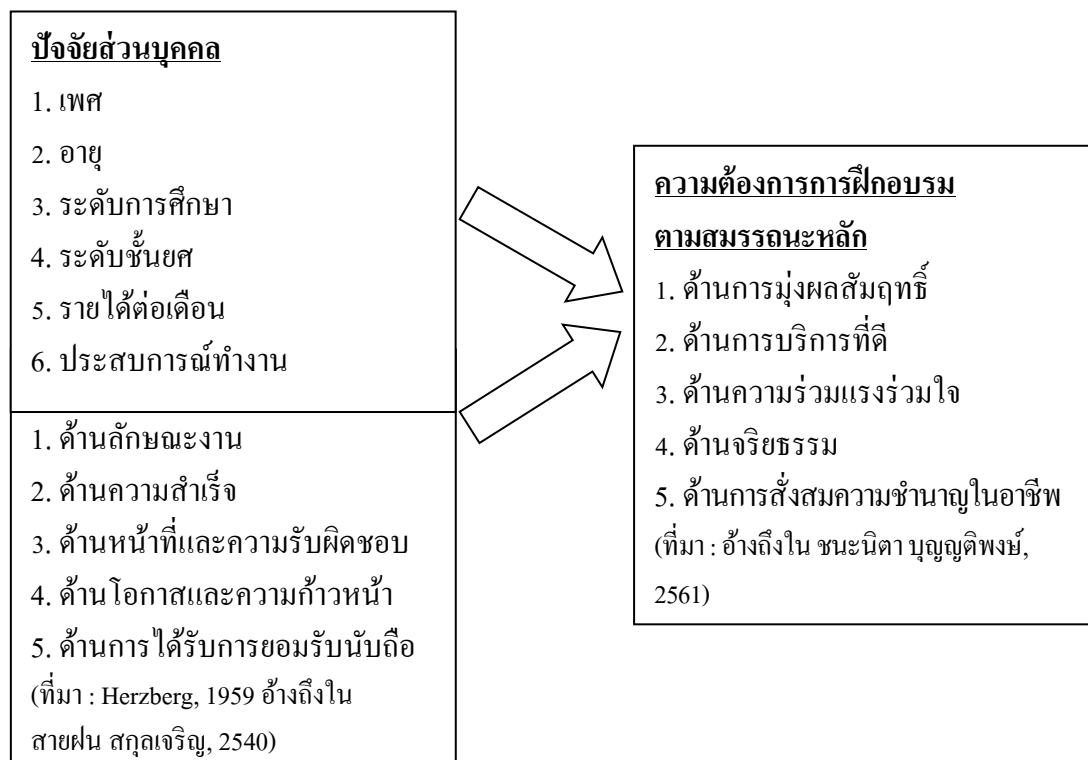 ปัจจัยส่วนบุคคล
1. เพศ
2. อายุ
3. ระดับการศึกษา
4. ระดับชั้นยศ
5. รายได้ต่อเดือน
6. ประสบการณ์ทำงาน
1. ด้านลักษณะงาน
2. ด้านความสำเร็จ
3. ด้านหน้าที่และความรับผิดชอบ
4. ด้านโอกาสและความก้าวหน้า
5. ด้านการได้รับการยอมรับนับถือ
(ที่มา : Herzberg, 1959 อ้างถึงใน
สายฝน สกุลเจริญ, 2540)
ความต้องการการฝึกอบรม
ตามสมรรถนะหลัก
1. ด้านการมุ่งผลสัมฤทธิ์
2. ด้านการบริการที่ดี
3. ด้านความร่วมแรงร่วมใจ
4. ด้านจริยธรรม
5. ด้านการสั่งสมความชำนาญในอาชีพ
(ที่มา : อ้างถึงใน ชนะนิตา บุญญติพงษ์,
2561)